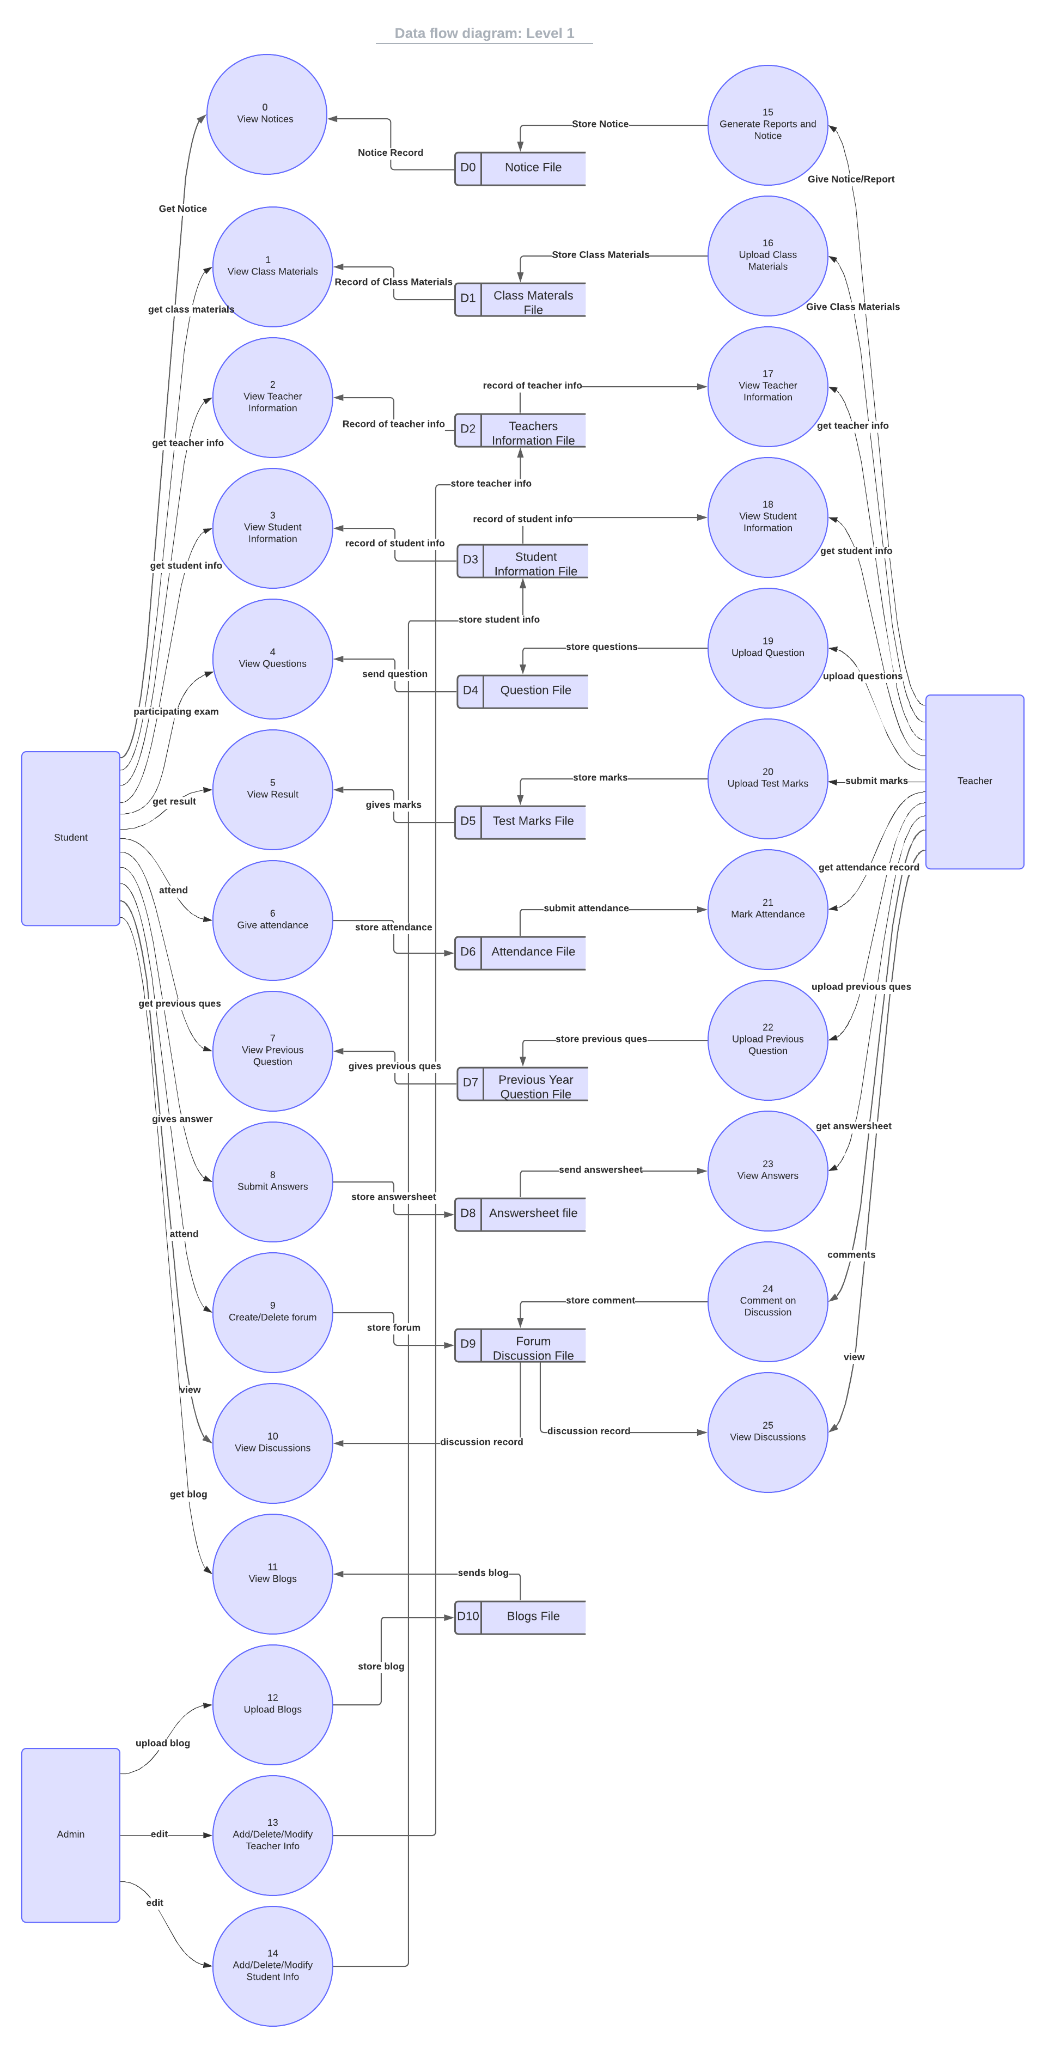 Data flow diagram: Level 1
0
View Notices
Notice Record
D0
Notice File
Store Notice
15
Generate Reports and
Notice
Give Notice/Report
Get Notice
1
View Class Materials
Record of Class Materials
D1
Class Materals
File
Store Class Materials
16
Upload Class
Materials
Give Class Materials
get class materials
2
View Teacher
Information
Record of teacher info
D2
Teachers
Information File
record of teacher info
17
View Teacher
Information
get teacher info
get teacher info
store teacher info
3
View Student
Information
record of student info
D3
Student
Information File
record of student info
18
View Student
Information
get student info
get student info
store student info
4
View Questions
send question
D4
Question File
store questions
19
Upload Question
upload questions
participating exam
Student
Teacher
5
View Result
get result
gives marks
D5
Test Marks File
store marks
20
Upload Test Marks
submit marks
attend
6
Give attendance
store attendance
D6
Attendance File
submit attendance
21
Mark Attendance
get attendance record
get previous ques
7
View Previous
Question
gives previous ques
D7
Previous Year
Question File
store previous ques
22
Upload Previous
Question
upload previous ques
gives answer
8
Submit Answers
store answersheet
D8
Answersheet file
send answersheet
23
View Answers
get answersheet
attend
9
Create/Delete forum
store forum
D9
Forum
Discussion File
store comment
24
Comment on
Discussion
comments
view
10
View Discussions
discussion record
discussion record
25
View Discussions
view
get blog
11
View Blogs
sends blog
D10
Blogs File
store blog
12
Upload Blogs
upload blog
Admin
edit
13
Add/Delete/Modify
Teacher Info
edit
14
Add/Delete/Modify
Student Info